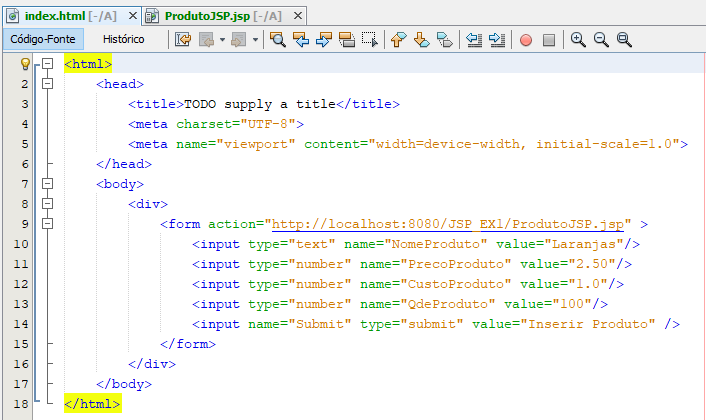 index.html [-/A] ProdutoJSP.jsp [-/A]
Código-Fonte Histórico
<html>
2 <head>
3 <title>TODO supply a title</title>
4 <meta charset="UTF-8">
5 <meta name="viewport" content="width=device-width, initial-scale=1.0">
6 </head>
7 <body>
8 <div>
9 <form action="http://localhost:8080/JSP_EX1/ProdutoJSP.jsp" >
10 <input type="text" name="NomeProduto" value="Laranjas"/>
11 <input type="number" name="PrecoProduto" value="2.50"/>
12 <input type="number" name="CustoProduto" value="1.0"/>
13 <input type="number" name="QdeProduto" value="100"/>
14 <input name="Submit" type="submit" value="Inserir Produto" />
15 </form>
16 </div>
17 </body>
18 </html>